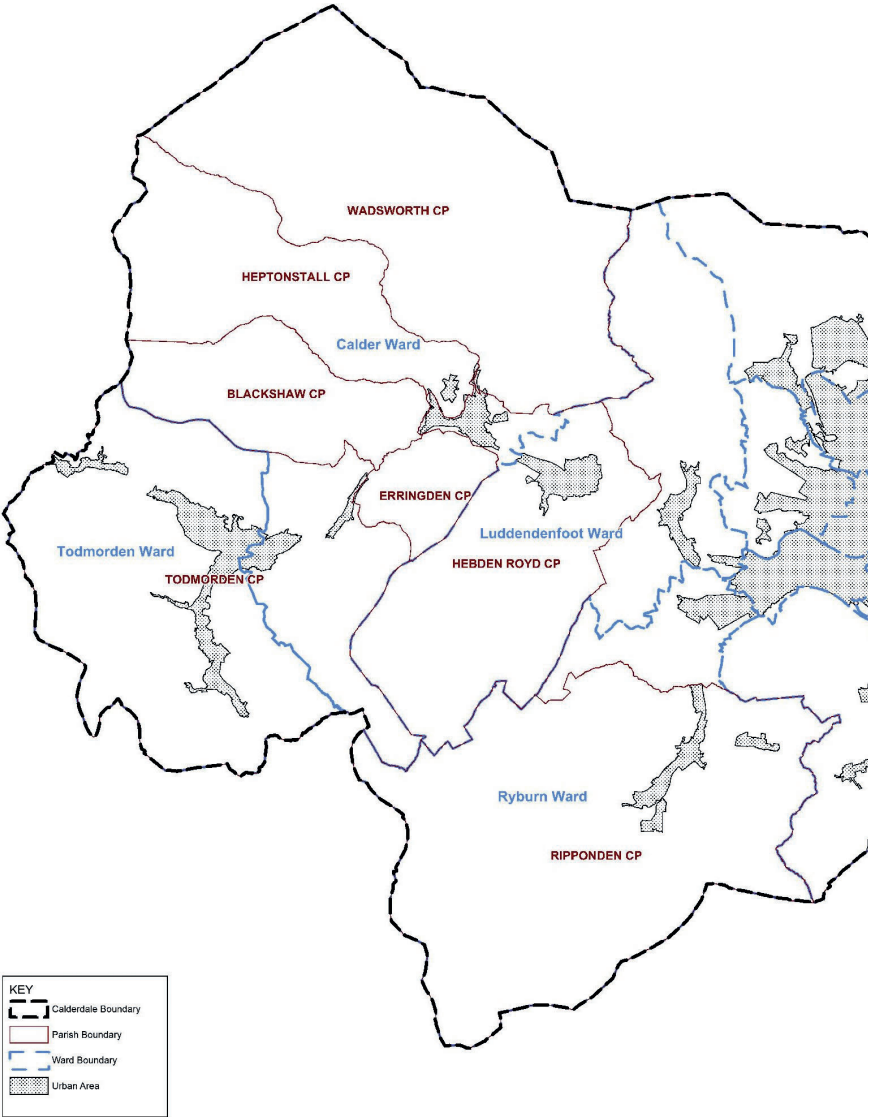 WADSWORTH CP
HEPTONSTALL CP
Calder Ward
BLACKSHAW CP
ERRINGDEN CP
Luddendenfoot Ward
Todmorden Ward
HEBDEN ROYD CP
TODMORDEN CP
Ryburn Ward
RIPPONDEN CP
KEY
Calderdale Boundary
Parish Boundary
Ward Boundary
Urban Area